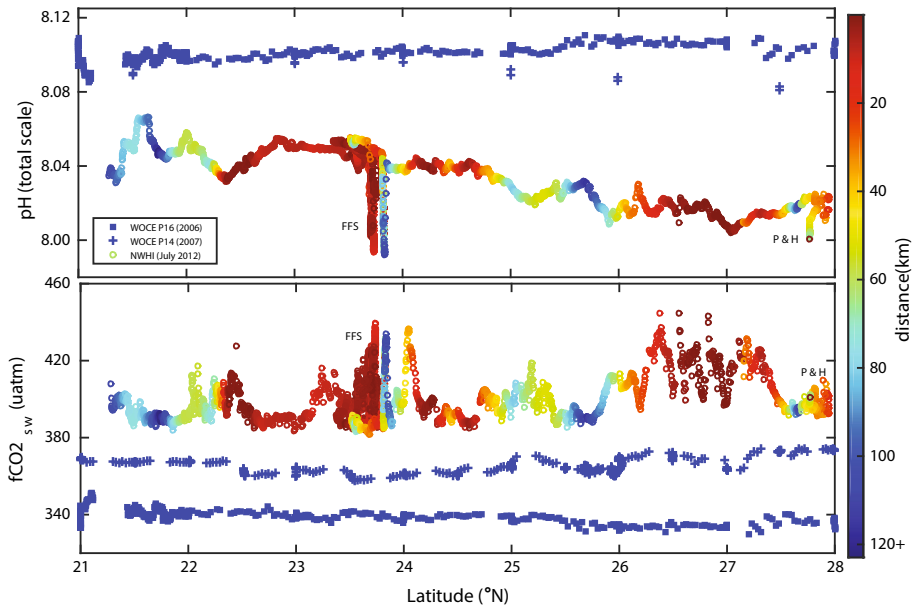 8.12
8.08
8.04
8.00
pH (total scale)
FFS
P & H
WOCE P16 (2006)
WOCE P14 (2007)
NWHI (July 2012)
460
420
380
340
fCO2 sw (uatm)
FFS
P & H
21
22
23
24
25
26
27
28
Latitude (°N)
20
40
60
80
100
120+
distance(km)